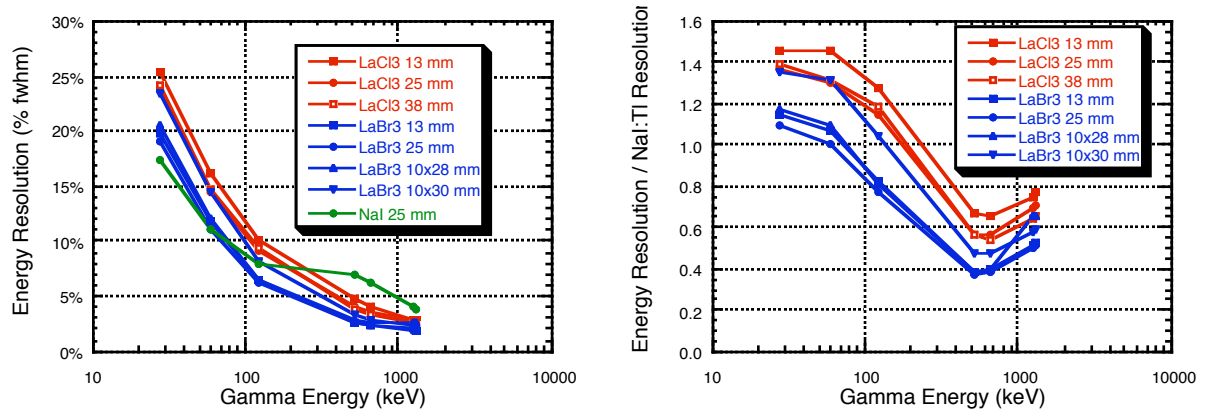 Energy Resolution (% fwhm)
30%
25%
20%
15%
10%
5%
0%
LaCl3 13 mm
LaCl3 25 mm
LaCl3 38 mm
LaBr3 13 mm
LaBr3 25 mm
LaBr3 10x28 mm
LaBr3 10x30 mm
NaI 25 mm
10
100
1000
10000
Gamma Energy (keV)
Energy Resolution / NaI:Tl Resolution
1.6
1.4
1.2
1.0
0.8
0.6
0.4
0.2
0.0
LaCl3 13 mm
LaCl3 25 mm
LaCl3 38 mm
LaBr3 13 mm
LaBr3 25 mm
LaBr3 10x28 mm
LaBr3 10x30 mm
10
100
1000
10000
Gamma Energy (keV)